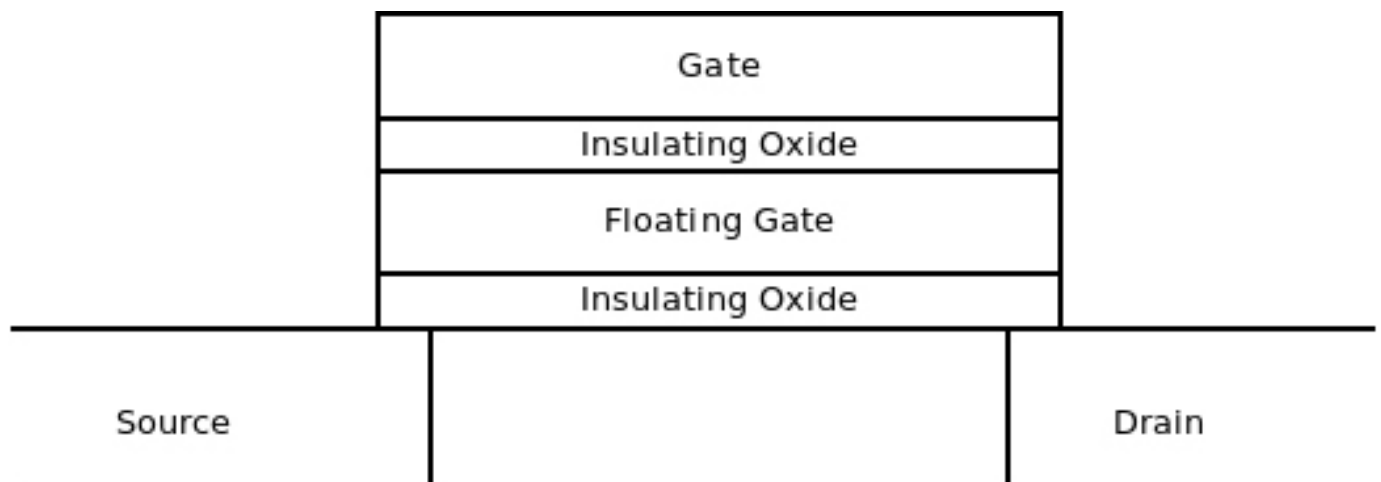 Gate
Insulating Oxide
Floating Gate
Insulating Oxide
Source
Drain